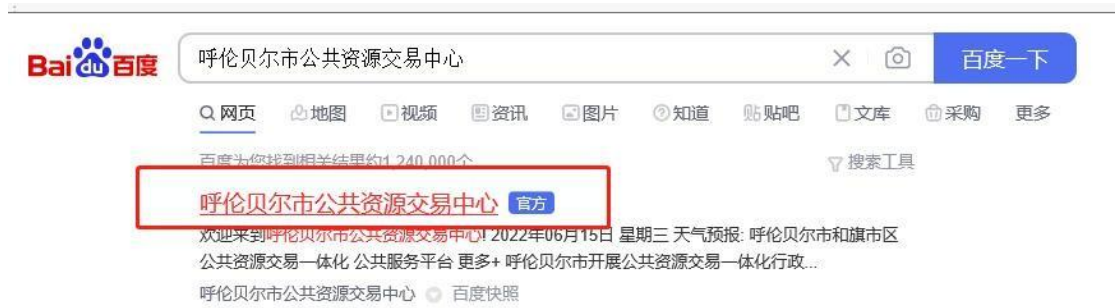 Bai du 百度
呼伦贝尔市公共资源交易中心
百度一下
网页 地图 视频 资讯 图片 知道 贴吧 文库 采购 更多
百度为您找到相关结果约1,240,000个
搜索工具
呼伦贝尔市公共资源交易中心 官方
欢迎来到呼伦贝尔市公共资源交易中心! 2022年06月15日 星期三 天气预报: 呼伦贝尔市和旗市区
公共资源交易一体化 公共服务平台 更多+ 呼伦贝尔市开展公共资源交易一体化行政...
呼伦贝尔市公共资源交易中心 百度快照